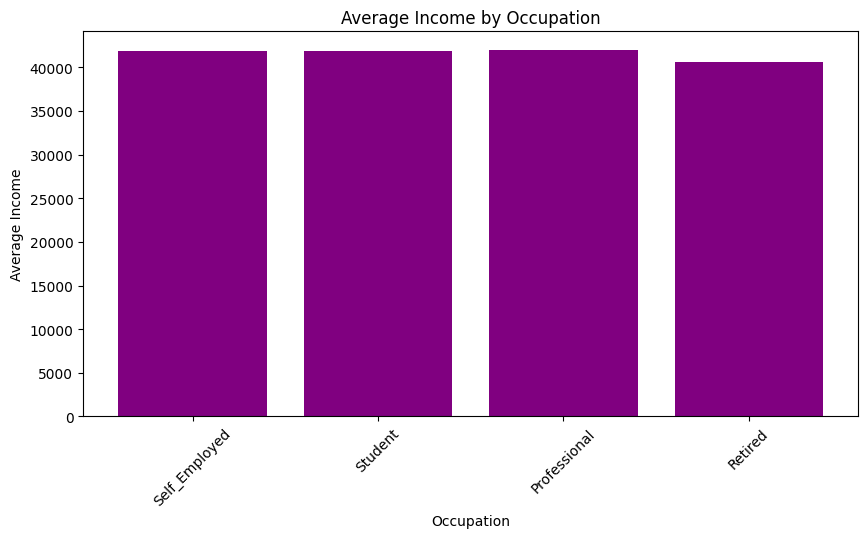 Average Income by Occupation
Average Income
40000
35000
30000
25000
20000
15000
10000
5000
0
Self_Employed
Student
Professional
Retired
Occupation